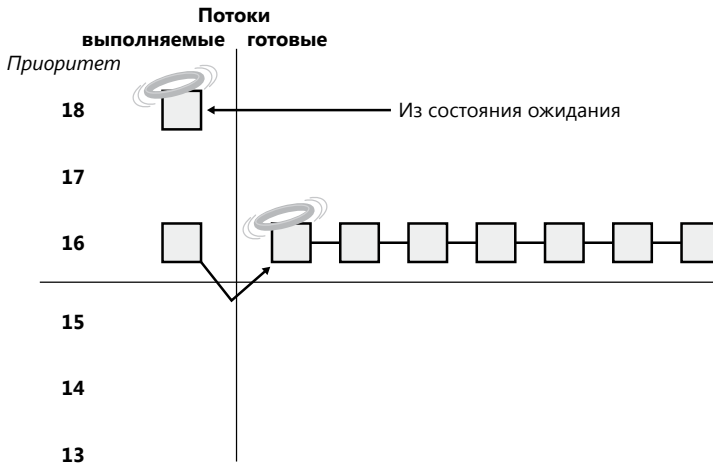 Потоки
выполняемые готовые
Приоритет
18 Из состояния ожидания
17
16
15
14
13